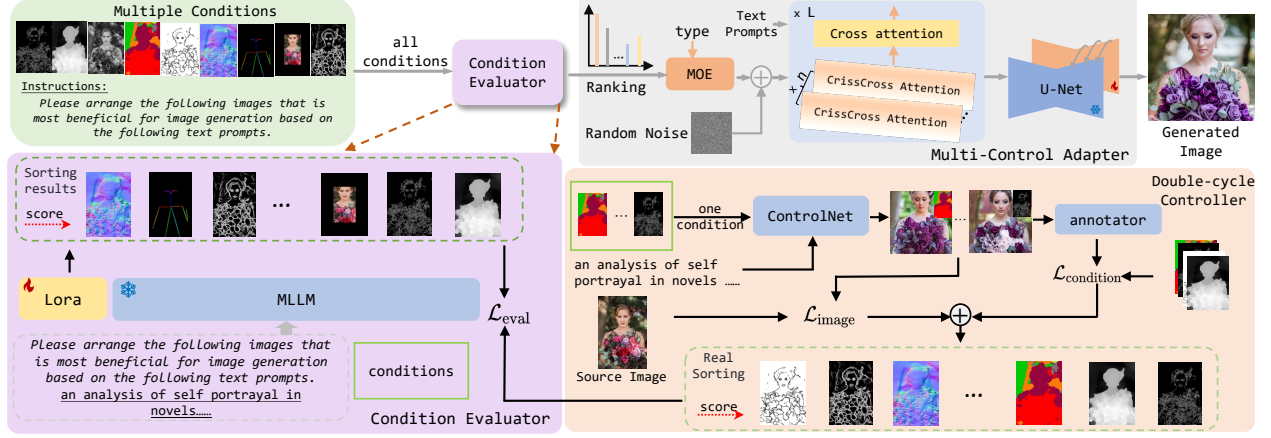 Multiple Conditions
Instructions:
Please arrange the following images that is
most beneficial for image generation based on
the following text prompts.
all
conditions
Condition
Evaluator
Ranking
...
type
MOE
Random Noise
Text
Prompts
x L
Cross attention
x n
CrissCross Attention
CrissCross Attention
...
U-Net
Multi-Control Adapter
Generated
Image
Sorting
results
score
...
Lora
MLLM
Please arrange the following images that
is most beneficial for image generation
based on the following text prompts.
an analysis of self portrayal in
novels……
conditions
ℒeval
Condition Evaluator
Double-cycle
Controller
...
one
condition
ControlNet
...
annotator
an analysis of self
portrayal in novels ……
ℒcondition
Source Image
ℒimage
Real
Sorting
score
...